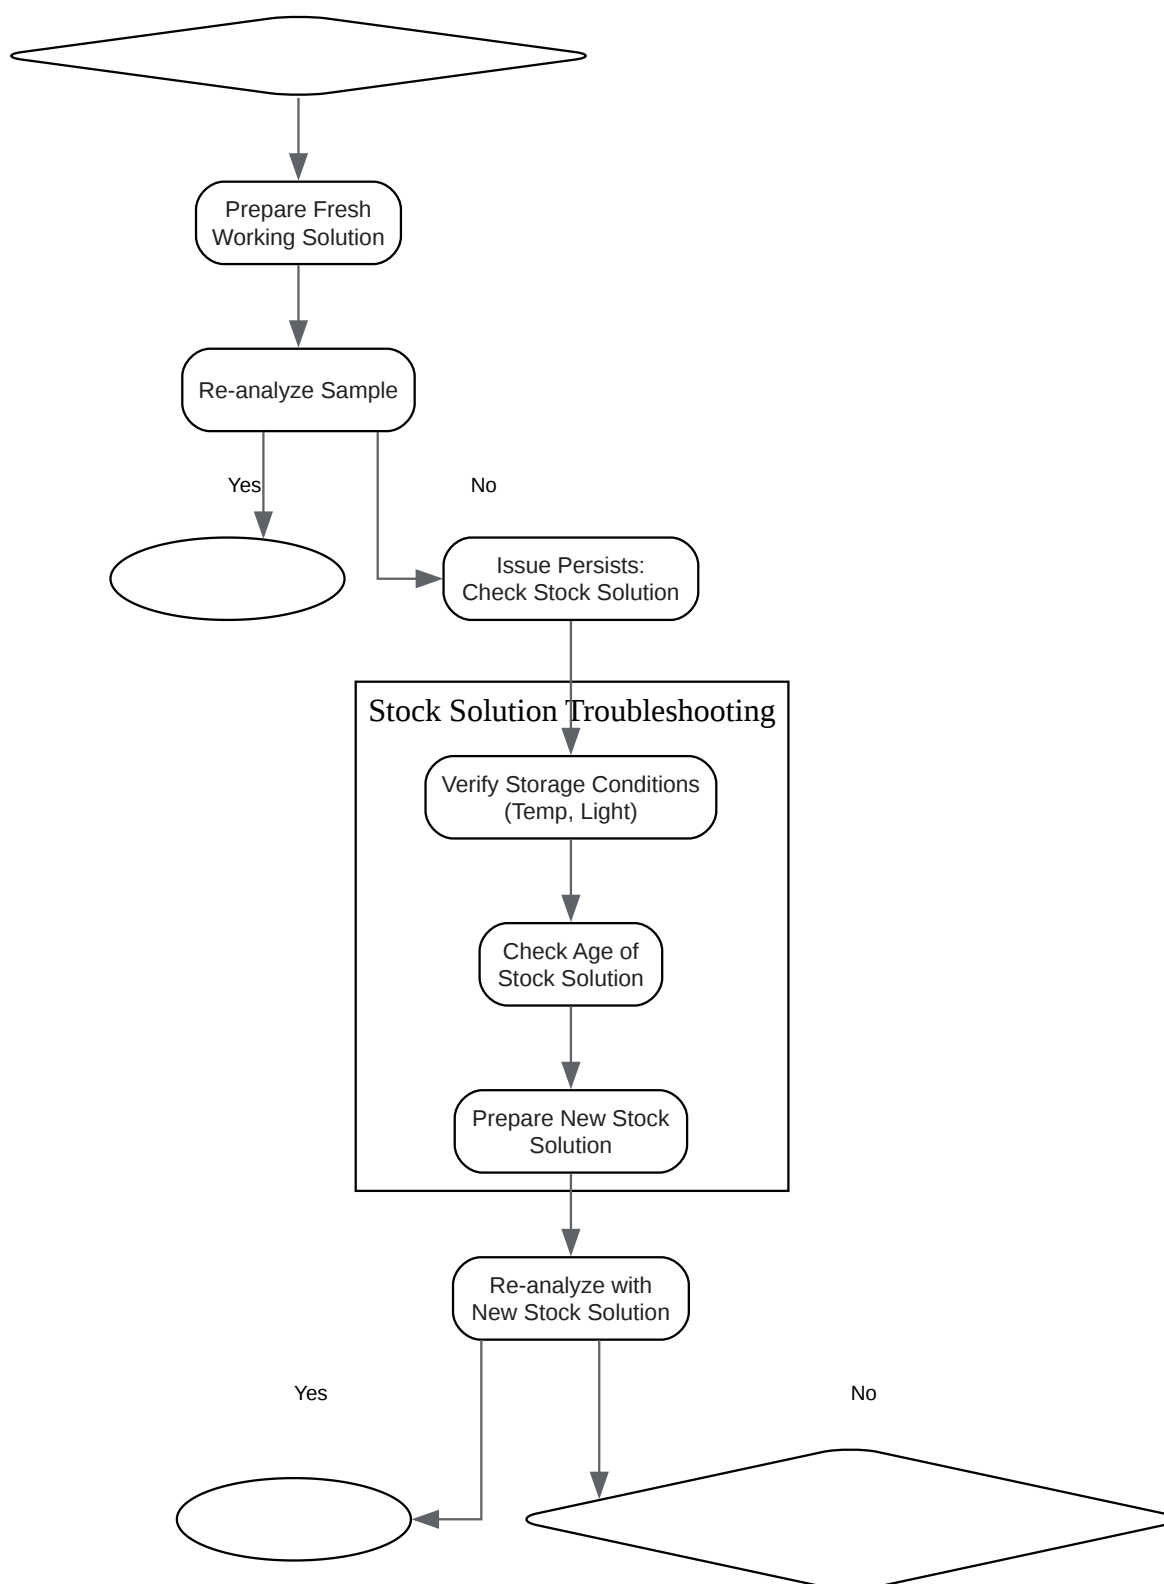 Prepare Fresh
Working Solution
Re-analyze Sample
Yes
No
Issue Persists:
Check Stock Solution
Stock Solution Troubleshooting
Verify Storage Conditions
(Temp, Light)
Check Age of
Stock Solution
Prepare New Stock
Solution
Re-analyze with
New Stock Solution
Yes
No